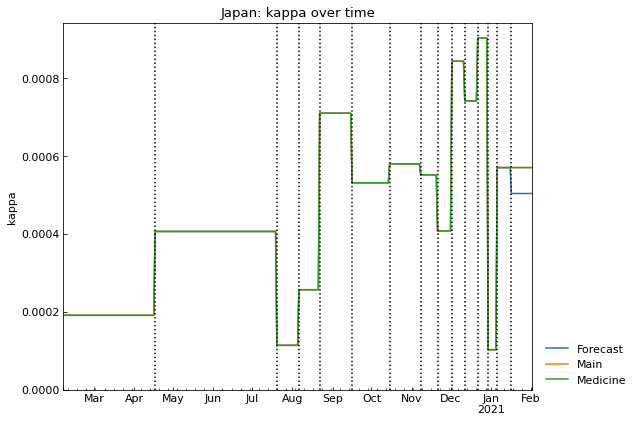 Japan: kappa over time
kappa
0.0008
0.0006
0.0004
0.0002
0.0000
Mar Apr May Jun Jul Aug Sep Oct Nov Dec Jan Feb
2021
Forecast
Main
Medicine